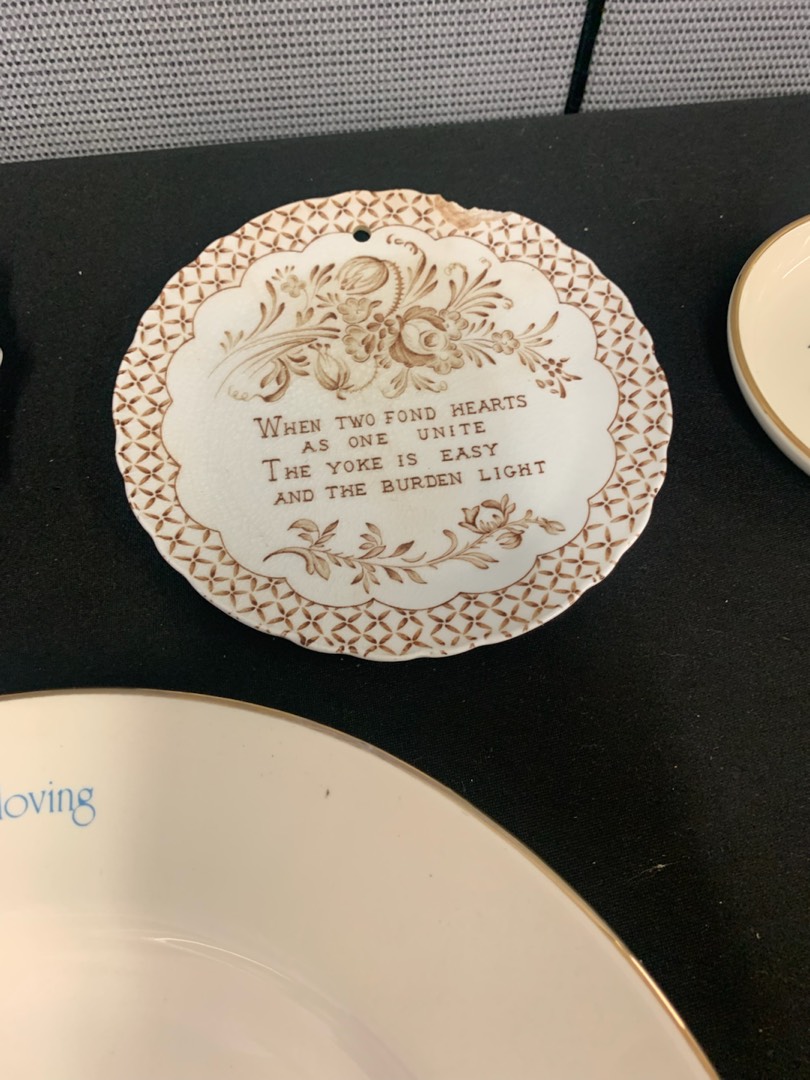 WHEN TWO FOND HEARTS
AS ONE UNITE
THE YOKE IS EASY
AND THE BURDEN LIGHT
loving